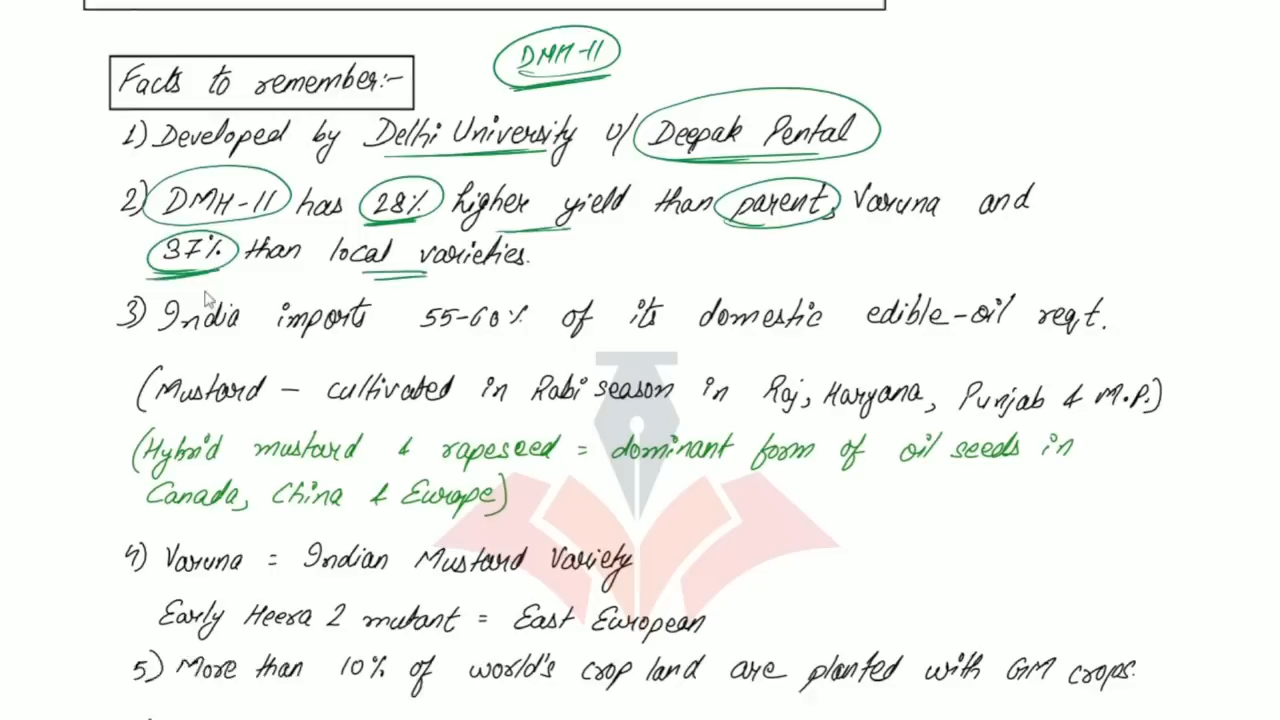 DMH-11
Facts to remember:-
1) Developed by Delhi University U/ Deepak Pental
2) DMH-11 has 28% higher yield than parent, Varuna and
37% than local varieties.
3) India imports 55-60% of its domestic edible-oil reqt.
(Mustard – cultivated in Rabi season in Raj, Haryana, Punjab & M.P.)
(Hybrid mustard & rapeseed = dominant form of oil seeds in
Canada, China & Europe)
4) Varuna = Indian Mustard Variety
Early Heera 2 mutant = East European
5) More than 10% of world's crop land are planted with GM crops.